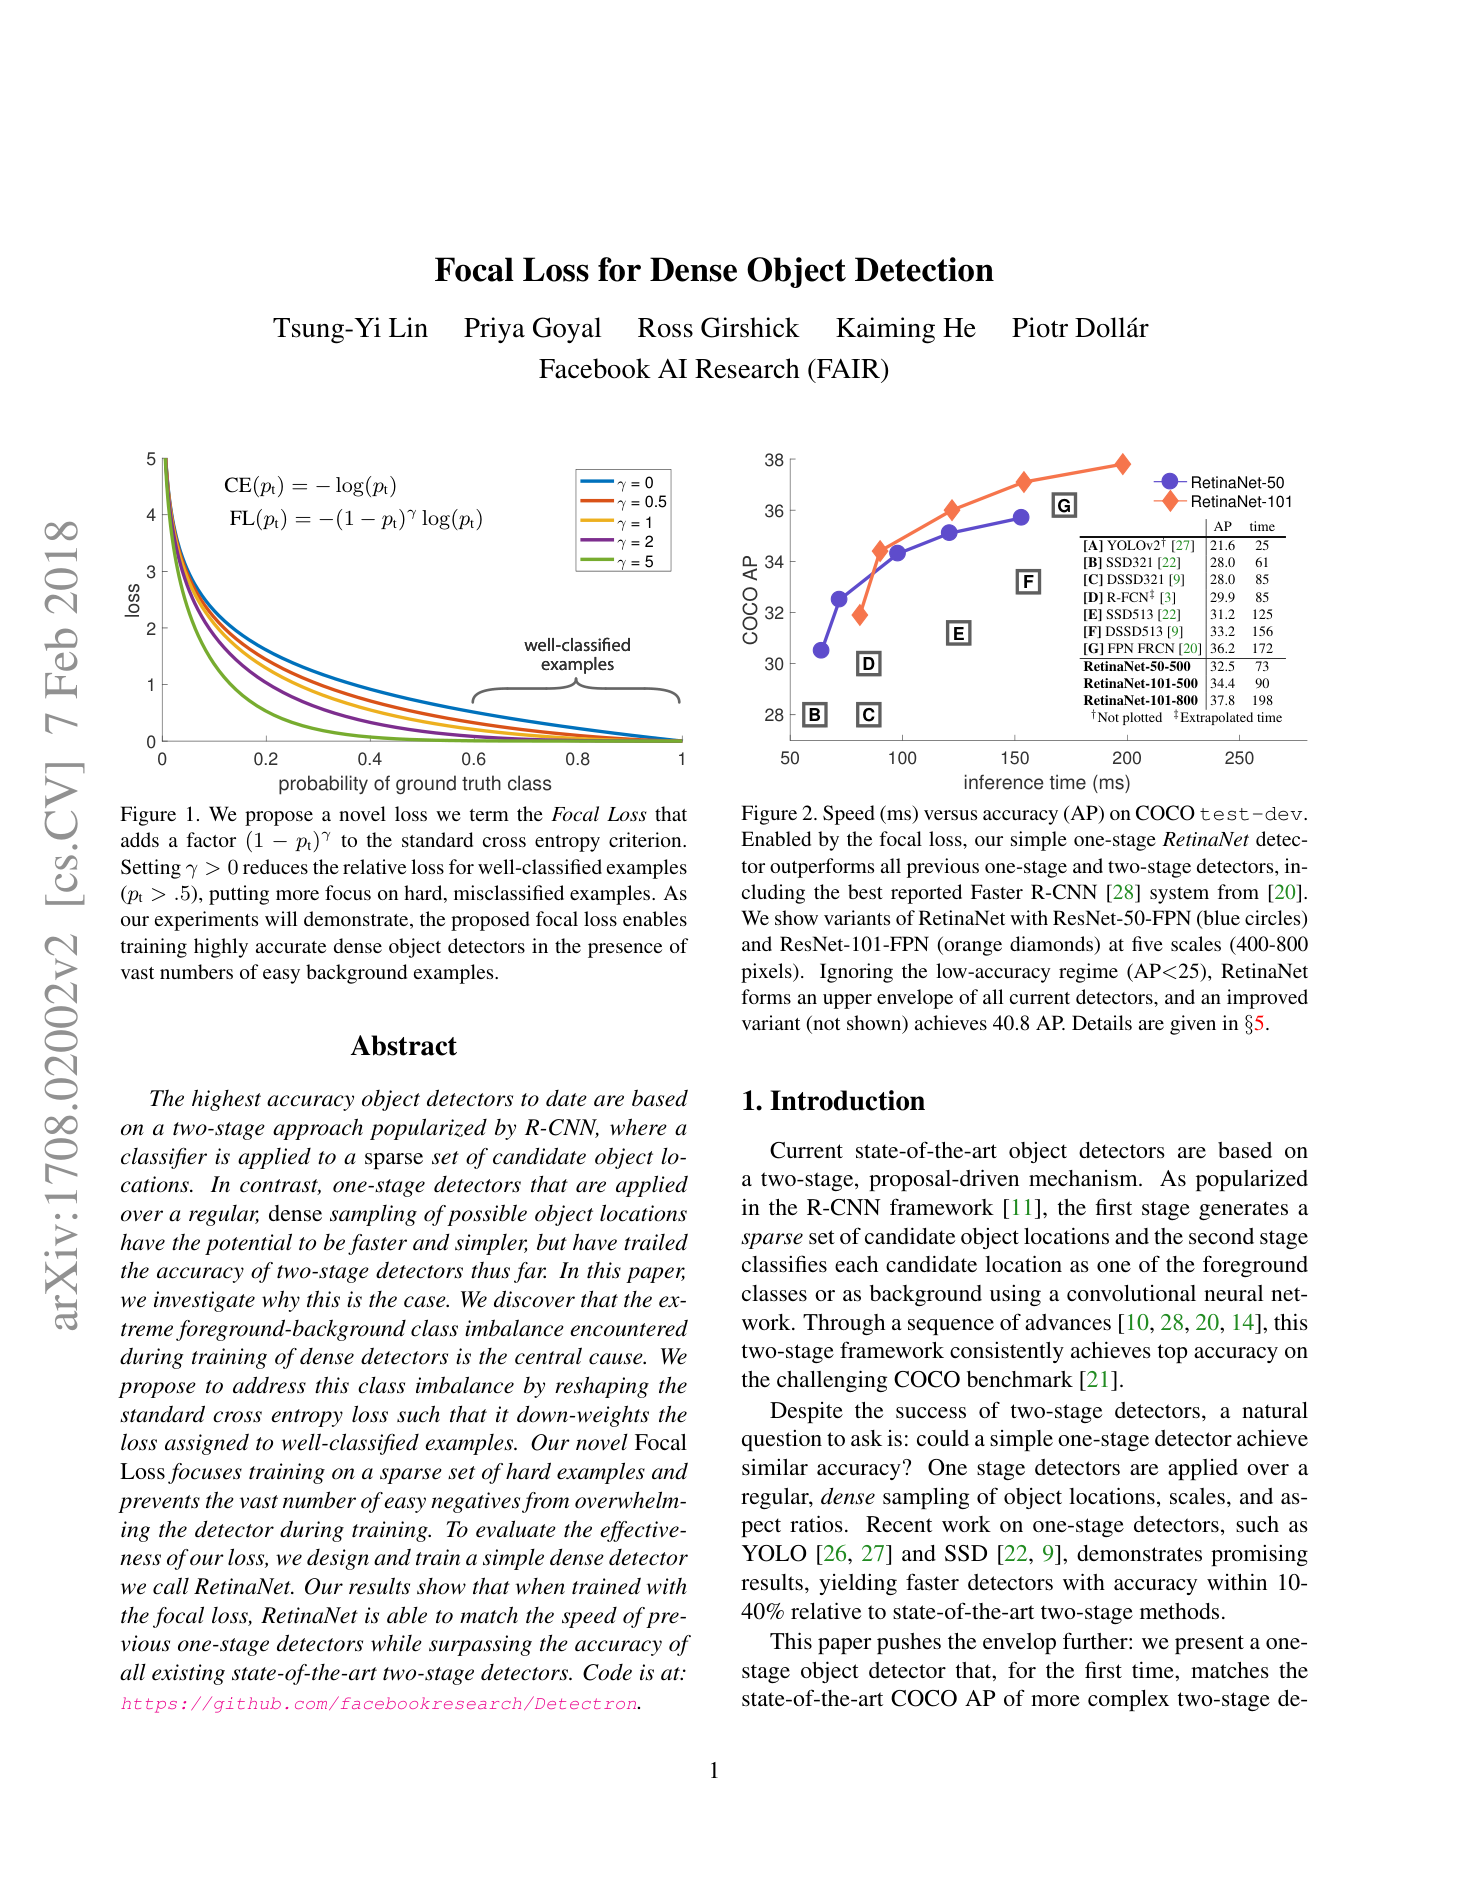 arXiv:1708.02002v2 [cs.CV] 7 Feb 2018
Focal Loss for Dense Object Detection
Tsung-Yi Lin Priya Goyal Ross Girshick Kaiming He Piotr Dollár
Facebook AI Research (FAIR)
5
4
3
2
1
0
loss
CE(pt) = − log(pt)
FL(pt) = −(1 − pt)γ log(pt)
γ = 0
γ = 0.5
γ = 1
γ = 2
γ = 5
well-classified
examples
0 0.2 0.4 0.6 0.8 1
probability of ground truth class
Figure 1. We propose a novel loss we term the Focal Loss that
adds a factor (1 − pt)γ to the standard cross entropy criterion.
Setting γ > 0 reduces the relative loss for well-classified examples
(pt > .5), putting more focus on hard, misclassified examples. As
our experiments will demonstrate, the proposed focal loss enables
training highly accurate dense object detectors in the presence of
vast numbers of easy background examples.
Abstract
The highest accuracy object detectors to date are based
on a two-stage approach popularized by R-CNN, where a
classifier is applied to a sparse set of candidate object lo-
cations. In contrast, one-stage detectors that are applied
over a regular, dense sampling of possible object locations
have the potential to be faster and simpler, but have trailed
the accuracy of two-stage detectors thus far. In this paper,
we investigate why this is the case. We discover that the ex-
treme foreground-background class imbalance encountered
during training of dense detectors is the central cause. We
propose to address this class imbalance by reshaping the
standard cross entropy loss such that it down-weights the
loss assigned to well-classified examples. Our novel Focal
Loss focuses training on a sparse set of hard examples and
prevents the vast number of easy negatives from overwhelm-
ing the detector during training. To evaluate the effective-
ness of our loss, we design and train a simple dense detector
we call RetinaNet. Our results show that when trained with
the focal loss, RetinaNet is able to match the speed of pre-
vious one-stage detectors while surpassing the accuracy of
all existing state-of-the-art two-stage detectors. Code is at:
https://github.com/facebookresearch/Detectron.
38
36
34
32
30
28
COCO AP
B
C
D
E
F
G
RetinaNet-50
RetinaNet-101
AP time
[A] YOLOv2† [27] 21.6 25
[B] SSD321 [22] 28.0 61
[C] DSSD321 [9] 28.0 85
[D] R-FCN‡ [3] 29.9 85
[E] SSD513 [22] 31.2 125
[F] DSSD513 [9] 33.2 156
[G] FPN FRCN [20] 36.2 172
RetinaNet-50-500 32.5 73
RetinaNet-101-500 34.4 90
RetinaNet-101-800 37.8 198
†Not plotted ‡Extrapolated time
50 100 150 200 250
inference time (ms)
Figure 2. Speed (ms) versus accuracy (AP) on COCO test-dev.
Enabled by the focal loss, our simple one-stage RetinaNet detec-
tor outperforms all previous one-stage and two-stage detectors, in-
cluding the best reported Faster R-CNN [28] system from [20].
We show variants of RetinaNet with ResNet-50-FPN (blue circles)
and ResNet-101-FPN (orange diamonds) at five scales (400-800
pixels). Ignoring the low-accuracy regime (AP<25), RetinaNet
forms an upper envelope of all current detectors, and an improved
variant (not shown) achieves 40.8 AP. Details are given in §5.
1. Introduction
Current state-of-the-art object detectors are based on
a two-stage, proposal-driven mechanism. As popularized
in the R-CNN framework [11], the first stage generates a
sparse set of candidate object locations and the second stage
classifies each candidate location as one of the foreground
classes or as background using a convolutional neural net-
work. Through a sequence of advances [10, 28, 20, 14], this
two-stage framework consistently achieves top accuracy on
the challenging COCO benchmark [21].
Despite the success of two-stage detectors, a natural
question to ask is: could a simple one-stage detector achieve
similar accuracy? One stage detectors are applied over a
regular, dense sampling of object locations, scales, and as-
pect ratios. Recent work on one-stage detectors, such as
YOLO [26, 27] and SSD [22, 9], demonstrates promising
results, yielding faster detectors with accuracy within 10-
40% relative to state-of-the-art two-stage methods.
This paper pushes the envelop further: we present a one-
stage object detector that, for the first time, matches the
state-of-the-art COCO AP of more complex two-stage de-
1